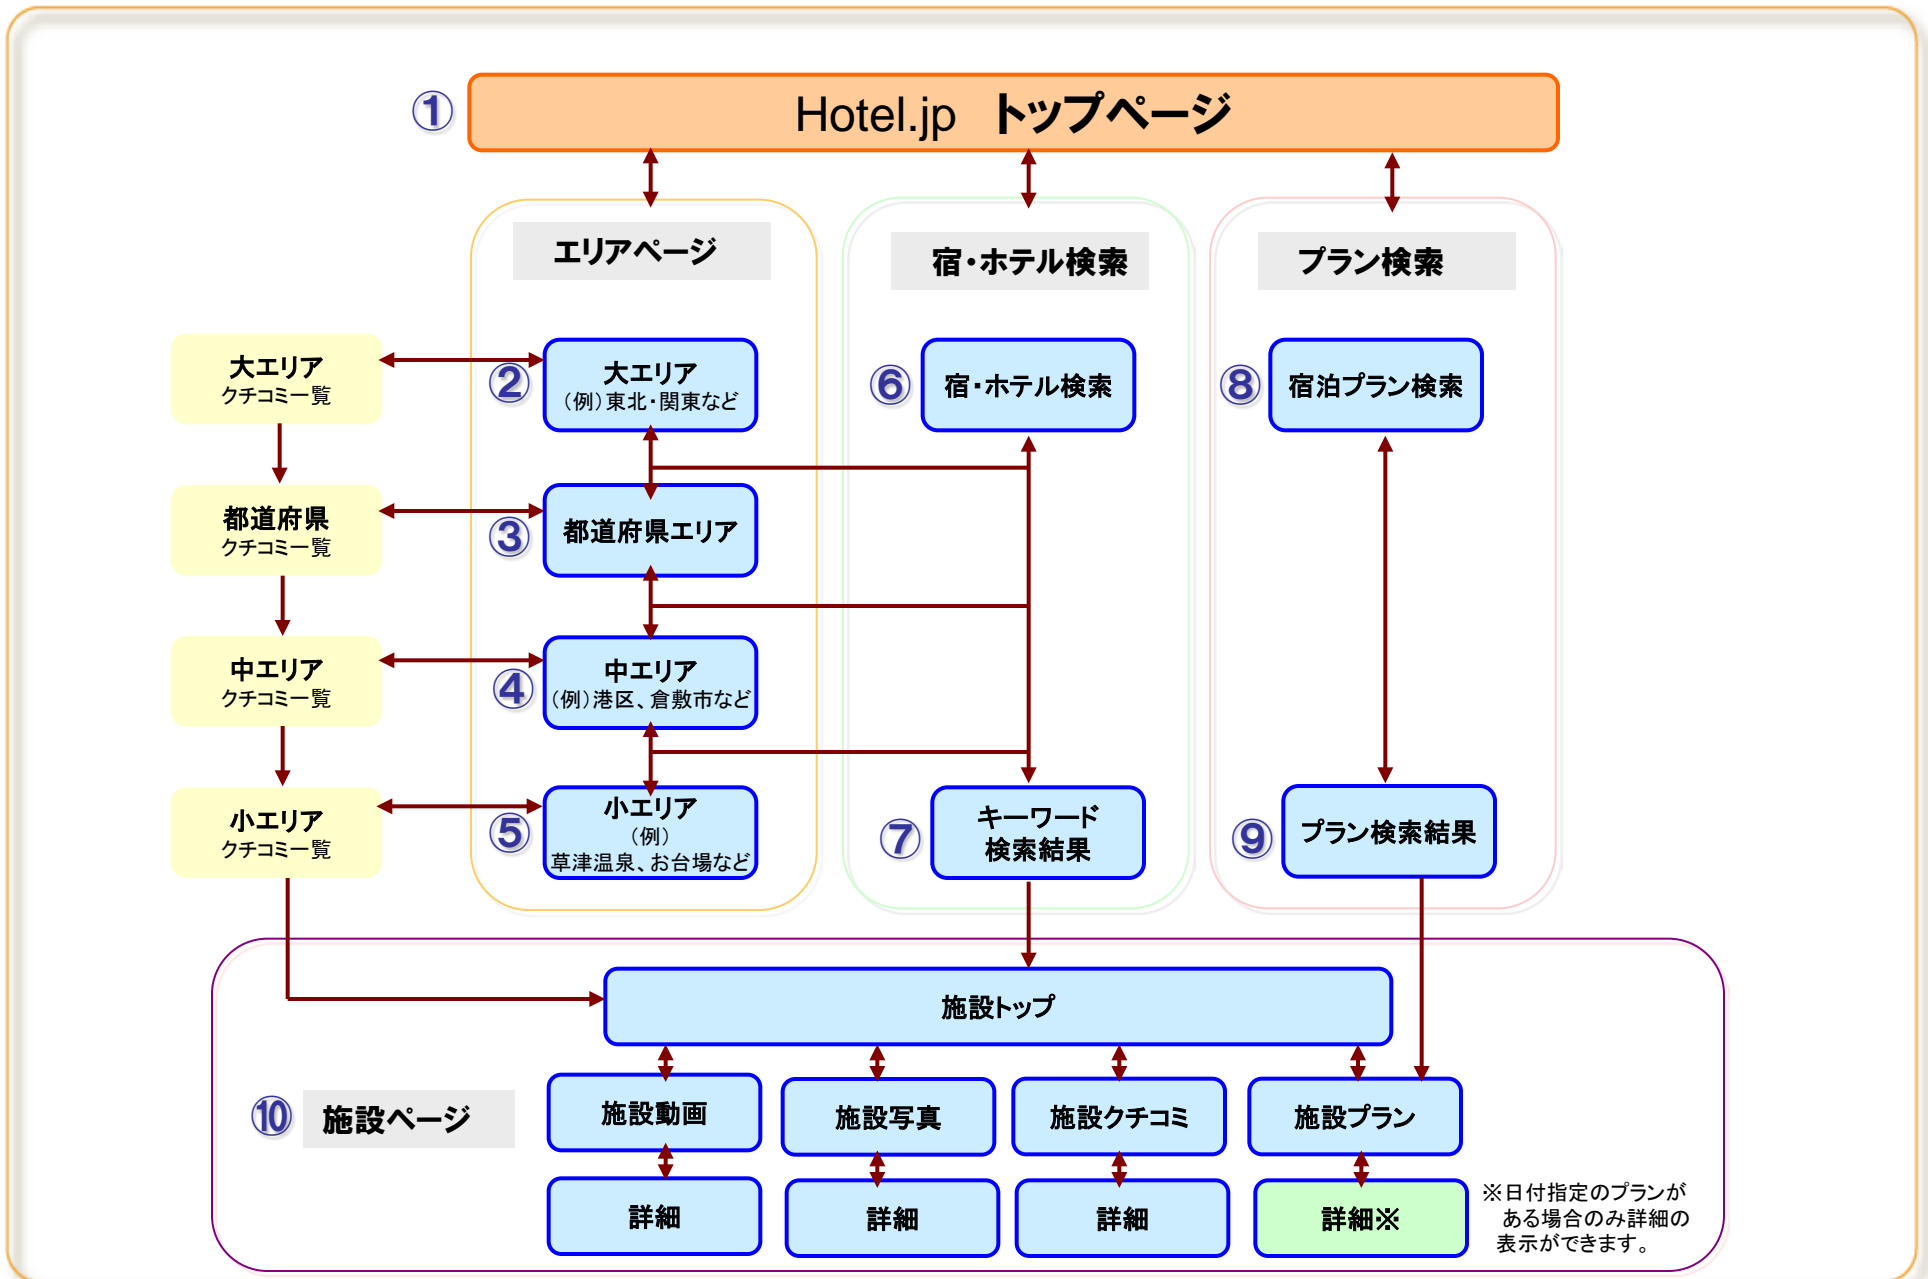 ① Hotel.jp トップページ
エリアページ
宿・ホテル検索
プラン検索
大エリア
クチコミ一覧
② 大エリア
（例）東北・関東など
⑥ 宿・ホテル検索
⑧ 宿泊プラン検索
都道府県
クチコミ一覧
③ 都道府県エリア
中エリア
クチコミ一覧
④ 中エリア
（例）港区、倉敷市など
小エリア
クチコミ一覧
⑤ 小エリア
（例）
草津温泉、お台場など
⑦ キーワード
検索結果
⑨ プラン検索結果
施設トップ
⑩ 施設ページ
施設動画
施設写真
施設クチコミ
施設プラン
詳細
詳細
詳細
詳細※
※日付指定のプランが
ある場合のみ詳細の
表示ができます。